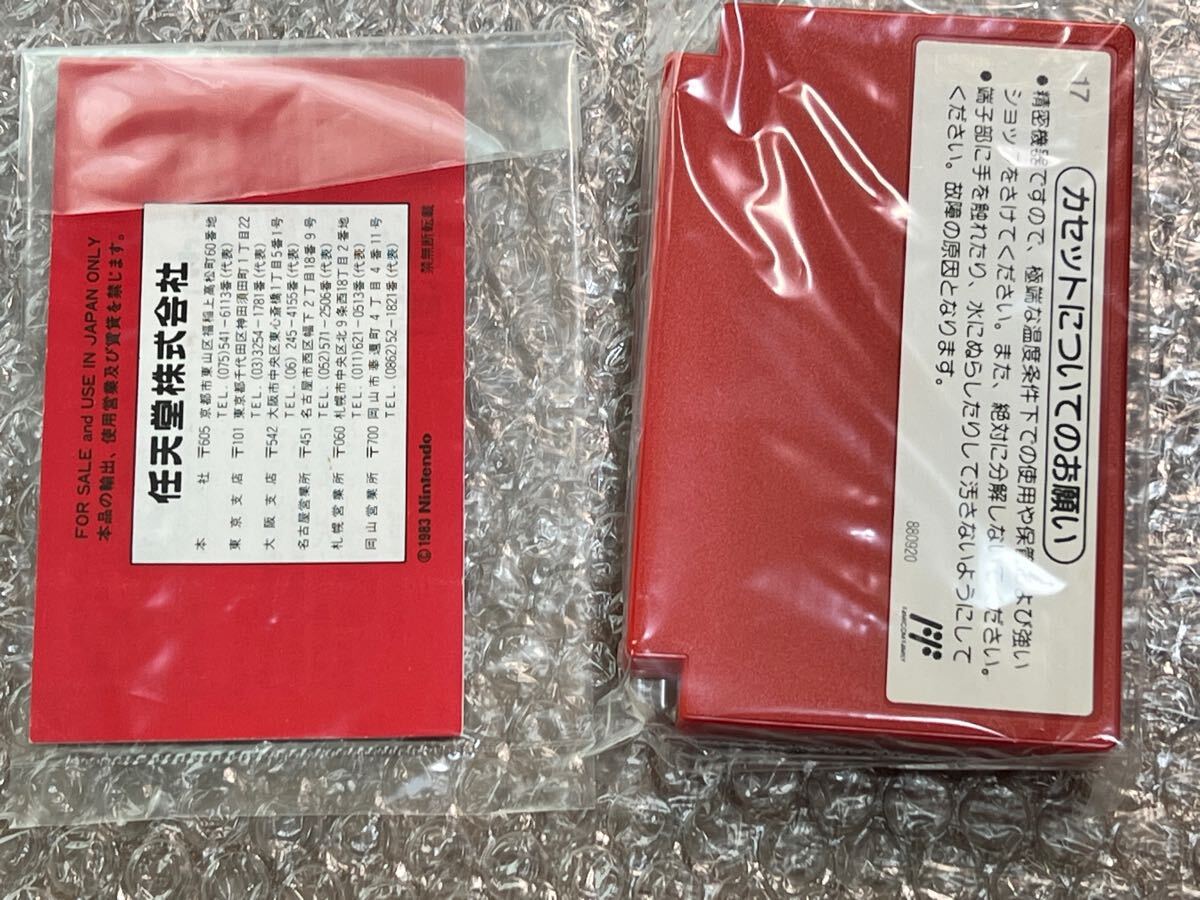 FOR SALE and USE IN JAPAN ONLY
本品の輸出、使用営業及び賃貸を禁じます。
任天堂株式会社
本 社 〒605 京都市東山区福稲上高松町60番地
TEL. (075)541-6113番(代表)
東京支店 〒101 東京都千代田区神田須田町1丁目22
TEL. (03)3254-1781番(代表)
大阪支店 〒542 大阪市中央区東心斎橋1丁目5番1号
TEL. (06) 245-4155番(代表)
名古屋営業所 〒451 名古屋市西区幅下2丁目18番9号
TEL. (052)571-2506番(代表)
札幌営業所 〒060 札幌市中央区北9条西18丁目2番地
TEL. (011)621-0513番(代表)
岡山営業所 〒700 岡山市奉還町4丁目4番11号
TEL. (0862)52-1821番(代表)
© 1983 Nintendo
禁無断転載
17
カセットについてのお願い
●精密機器ですので、極端な温度条件下での使用や保管および強い
ショックをさけてください。また、絶対に分解しないでください。
●端子部に手を触れたり、水にぬらしたりして汚さないようにして
ください。故障の原因となります。
880920
FAMICOM FAMILY